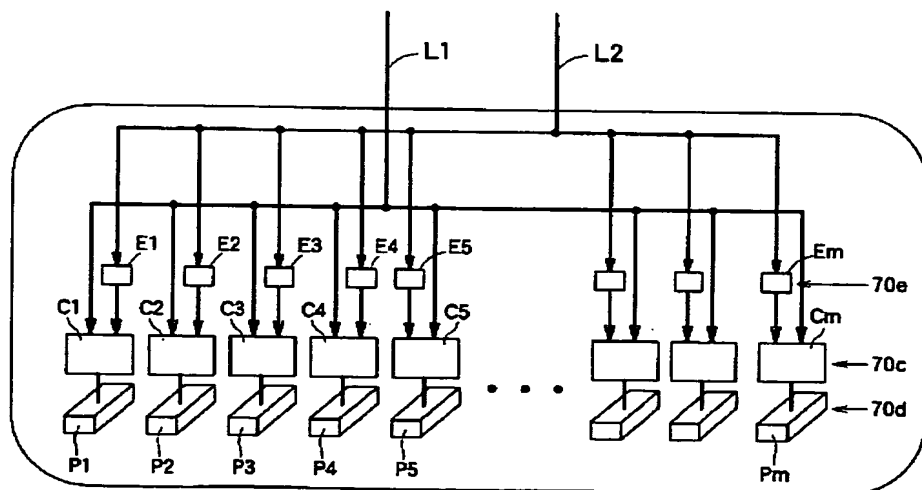 L1 L2
E1 E2 E3 E4 E5 Em
70e
C1 C2 C3 C4 C5 Cm
70c
70d
P1 P2 P3 P4 P5 Pm